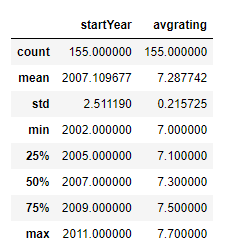 startYear avgrating
count 155.000000 155.000000
mean 2007.109677 7.287742
std 2.511190 0.215725
min 2002.000000 7.000000
25% 2005.000000 7.100000
50% 2007.000000 7.300000
75% 2009.000000 7.500000
max 2011.000000 7.700000